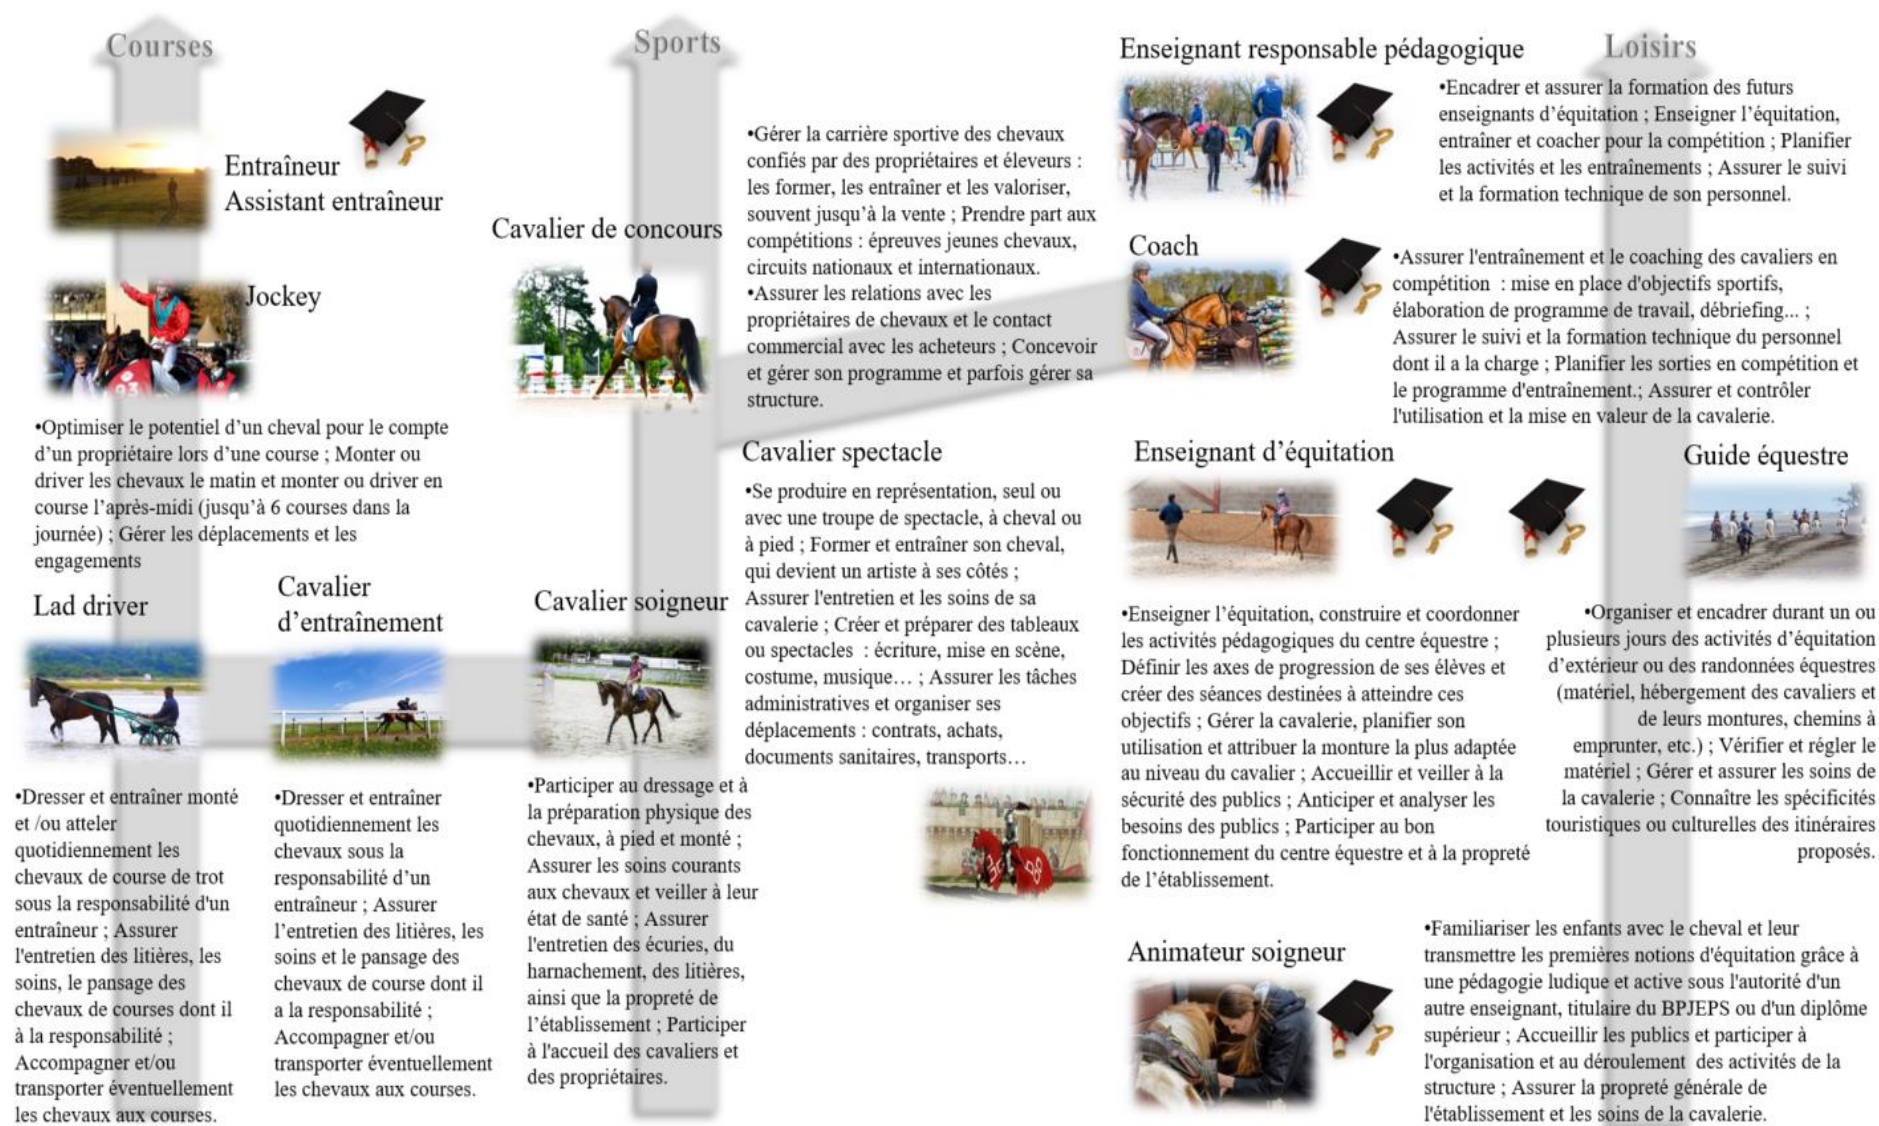 Courses
Entraîneur
Assistant entraîneur
Jockey
•Optimiser le potentiel d’un cheval pour le compte
d’un propriétaire lors d’une course ; Monter ou
driver les chevaux le matin et monter ou driver en
course l’après-midi (jusqu’à 6 courses dans la
journée) ; Gérer les déplacements et les
engagements
Lad driver
•Dresser et entraîner monté
et /ou atteler
quotidiennement les
chevaux de course de trot
sous la responsabilité d'un
entraîneur ; Assurer
l'entretien des litières, les
soins, le pansage des
chevaux de courses dont il
à la responsabilité ;
Accompagner et/ou
transporter éventuellement
les chevaux aux courses.
Cavalier
d’entraînement
•Dresser et entraîner
quotidiennement les
chevaux sous la
responsabilité d’un
entraîneur ; Assurer
l’entretien des litières, les
soins et le pansage des
chevaux de course dont il
a la responsabilité ;
Accompagner et/ou
transporter éventuellement
les chevaux aux courses.
Sports
Cavalier de concours
•Gérer la carrière sportive des chevaux
confiés par des propriétaires et éleveurs :
les former, les entraîner et les valoriser,
souvent jusqu’à la vente ; Prendre part aux
compétitions : épreuves jeunes chevaux,
circuits nationaux et internationaux.
•Assurer les relations avec les
propriétaires de chevaux et le contact
commercial avec les acheteurs ; Concevoir
et gérer son programme et parfois gérer sa
structure.
Cavalier soigneur
•Participer au dressage et à
la préparation physique des
chevaux, à pied et monté ;
Assurer les soins courants
aux chevaux et veiller à leur
état de santé ; Assurer
l'entretien des écuries, du
harnachement, des litières,
ainsi que la propreté de
l’établissement ; Participer
à l'accueil des cavaliers et
des propriétaires.
Cavalier spectacle
•Se produire en représentation, seul ou
avec une troupe de spectacle, à cheval ou
à pied ; Former et entraîner son cheval,
qui devient un artiste à ses côtés ;
Assurer l'entretien et les soins de sa
cavalerie ; Créer et préparer des tableaux
ou spectacles  : écriture, mise en scène,
costume, musique… ; Assurer les tâches
administratives et organiser ses
déplacements : contrats, achats,
documents sanitaires, transports…
Loisirs
Enseignant responsable pédagogique
•Encadrer et assurer la formation des futurs
enseignants d’équitation ; Enseigner l’équitation,
entraîner et coacher pour la compétition ; Planifier
les activités et les entraînements ; Assurer le suivi
et la formation technique de son personnel.
Coach
•Assurer l'entraînement et le coaching des cavaliers en
compétition  : mise en place d'objectifs sportifs,
élaboration de programme de travail, débriefing... ;
Assurer le suivi et la formation technique du personnel
dont il a la charge ; Planifier les sorties en compétition et
le programme d'entraînement.; Assurer et contrôler
l'utilisation et la mise en valeur de la cavalerie.
Enseignant d’équitation
•Enseigner l’équitation, construire et coordonner
les activités pédagogiques du centre équestre ;
Définir les axes de progression de ses élèves et
créer des séances destinées à atteindre ces
objectifs ; Gérer la cavalerie, planifier son
utilisation et attribuer la monture la plus adaptée
au niveau du cavalier ; Accueillir et veiller à la
sécurité des publics ; Anticiper et analyser les
besoins des publics ; Participer au bon
fonctionnement du centre équestre et à la propreté
de l’établissement.
Guide équestre
•Organiser et encadrer durant un ou
plusieurs jours des activités d’équitation
d’extérieur ou des randonnées équestres
(matériel, hébergement des cavaliers et
de leurs montures, chemins à
emprunter, etc.) ; Vérifier et régler le
matériel ; Gérer et assurer les soins de
la cavalerie ; Connaître les spécificités
touristiques ou culturelles des itinéraires
proposés.
Animateur soigneur
•Familiariser les enfants avec le cheval et leur
transmettre les premières notions d'équitation grâce à
une pédagogie ludique et active sous l'autorité d'un
autre enseignant, titulaire du BPJEPS ou d'un diplôme
supérieur ; Accueillir les publics et participer à
l'organisation et au déroulement  des activités de la
structure ; Assurer la propreté générale de
l'établissement et les soins de la cavalerie.